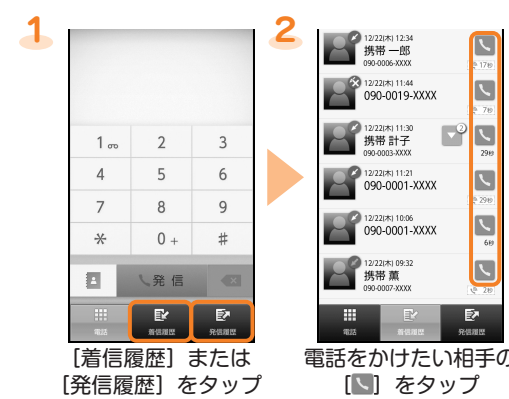 1
1 ∞ 2 3
4 5 6
7 8 9
* 0 + #
発信
電話 着信履歴 発信履歴
[着信履歴] または
[発信履歴] をタップ
2
12/22(木) 12:34
携帯 一郎
090-0006-XXXX
17秒
12/22(木) 11:44
090-0019-XXXX
7秒
12/22(木) 11:30
携帯 計子
090-0003-XXXX
2
29秒
12/22(木) 11:21
090-0001-XXXX
29秒
12/22(木) 10:06
090-0001-XXXX
6秒
12/22(木) 09:32
携帯 薫
090-0007-XXXX
2秒
電話 着信履歴 発信履歴
電話をかけたい相手の
[ ] をタップ